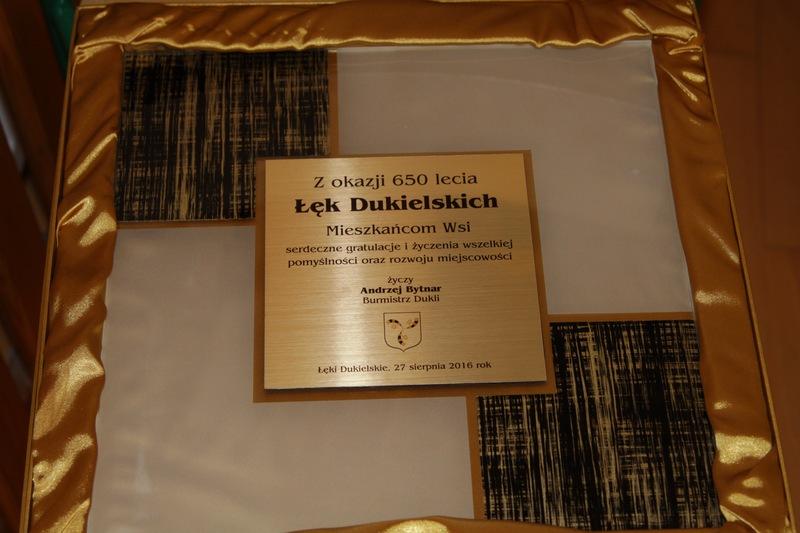 Z okazji 650 lecia
Łęk Dukielskich
Mieszkańcom Wsi
serdeczne gratulacje i życzenia wszelkiej
pomyślności oraz rozwoju miejscowości
życzy
Andrzej Bytnar
Burmistrz Dukli
Łęki Dukielskie, 27 sierpnia 2016 rok